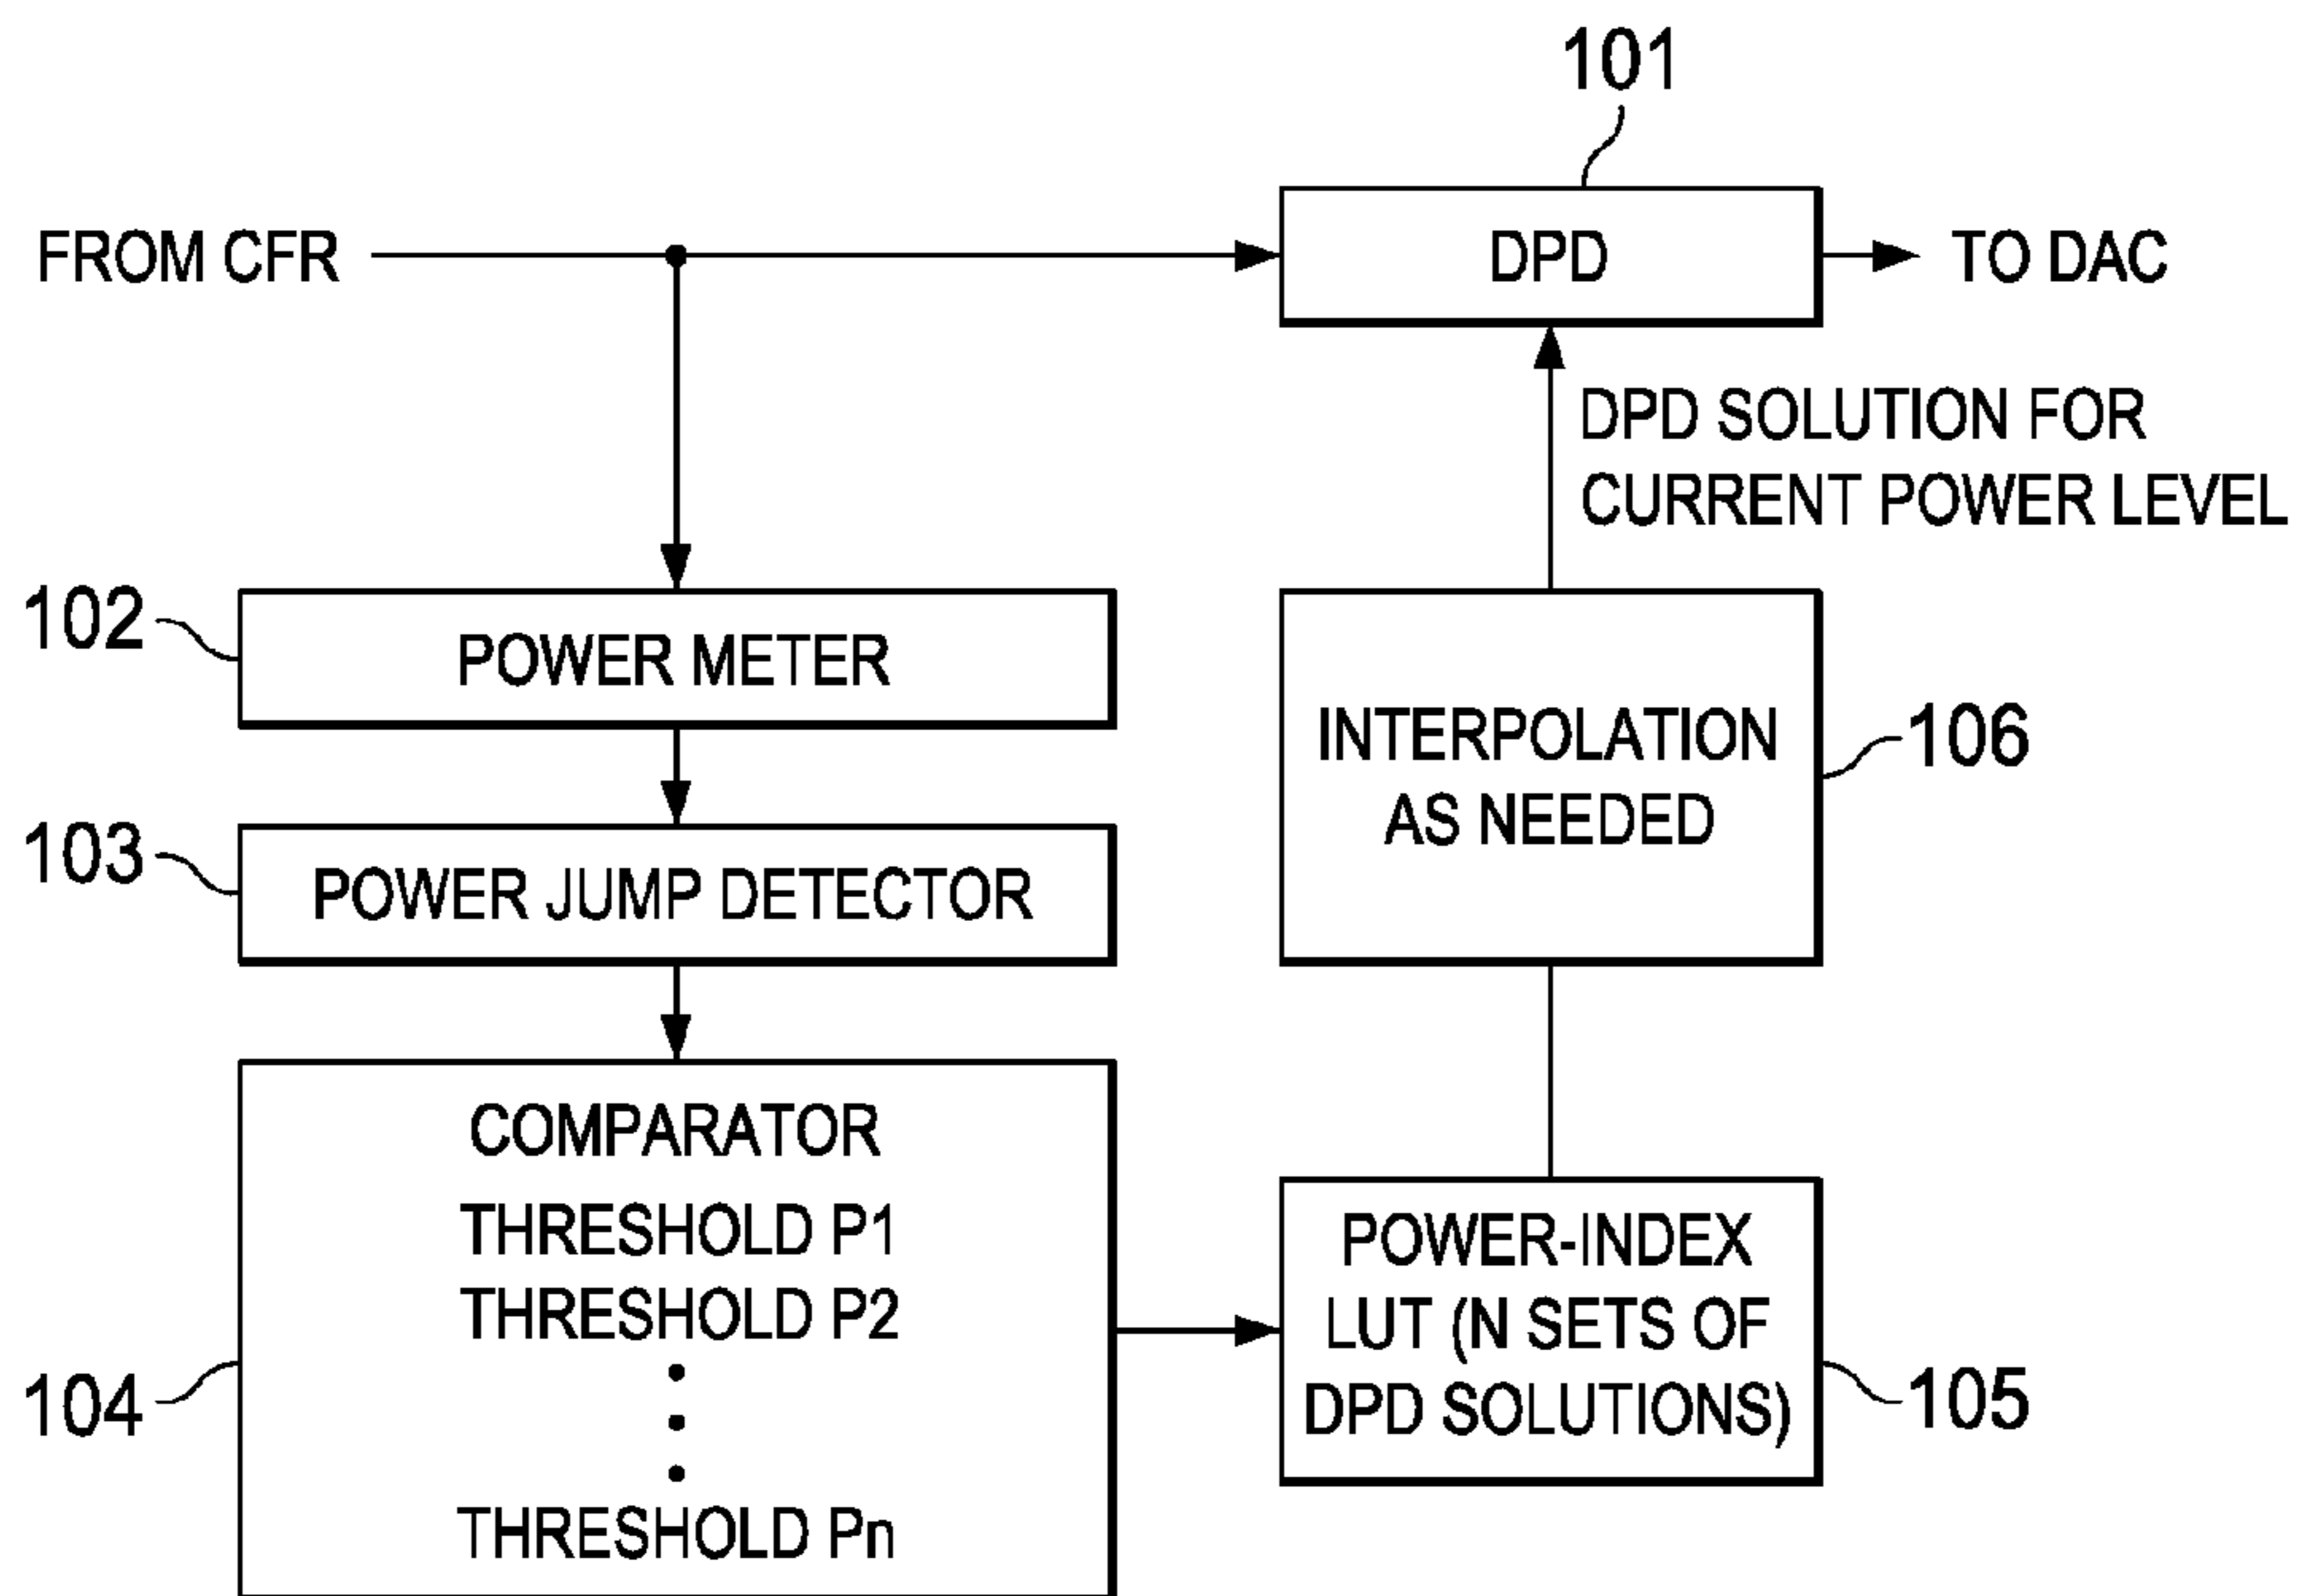 101
FROM CFR
DPD
TO DAC
DPD SOLUTION FOR
CURRENT POWER LEVEL
102
POWER METER
INTERPOLATION
AS NEEDED
106
103
POWER JUMP DETECTOR
104
COMPARATOR
THRESHOLD P1
THRESHOLD P2
THRESHOLD Pn
POWER-INDEX
LUT (N SETS OF
DPD SOLUTIONS)
105